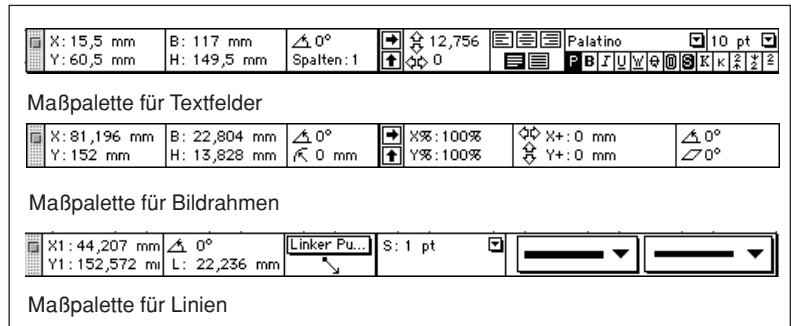 X: 15,5 mm B: 117 mm 0° 12,756 Palatino 10 pt
Y: 60,5 mm H: 149,5 mm Spalten: 1 0 P B I U W O S K K 2 2 2
Maßpalette für Textfelder
X: 81,196 mm B: 22,804 mm 0° X%: 100% X+: 0 mm 0°
Y: 152 mm H: 13,828 mm 0 mm Y%: 100% Y+: 0 mm 0°
Maßpalette für Bildrahmen
X1: 44,207 mm 0° Linker Pu... S: 1 pt
Y1: 152,572 m L: 22,236 mm
Maßpalette für Linien